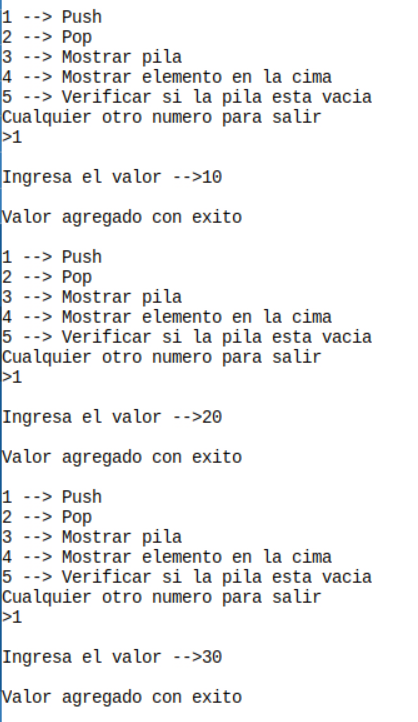 1 --> Push
2 --> Pop
3 --> Mostrar pila
4 --> Mostrar elemento en la cima
5 --> Verificar si la pila esta vacia
Cualquier otro numero para salir
>1
Ingresa el valor -->10
Valor agregado con exito
1 --> Push
2 --> Pop
3 --> Mostrar pila
4 --> Mostrar elemento en la cima
5 --> Verificar si la pila esta vacia
Cualquier otro numero para salir
>1
Ingresa el valor -->20
Valor agregado con exito
1 --> Push
2 --> Pop
3 --> Mostrar pila
4 --> Mostrar elemento en la cima
5 --> Verificar si la pila esta vacia
Cualquier otro numero para salir
>1
Ingresa el valor -->30
Valor agregado con exito